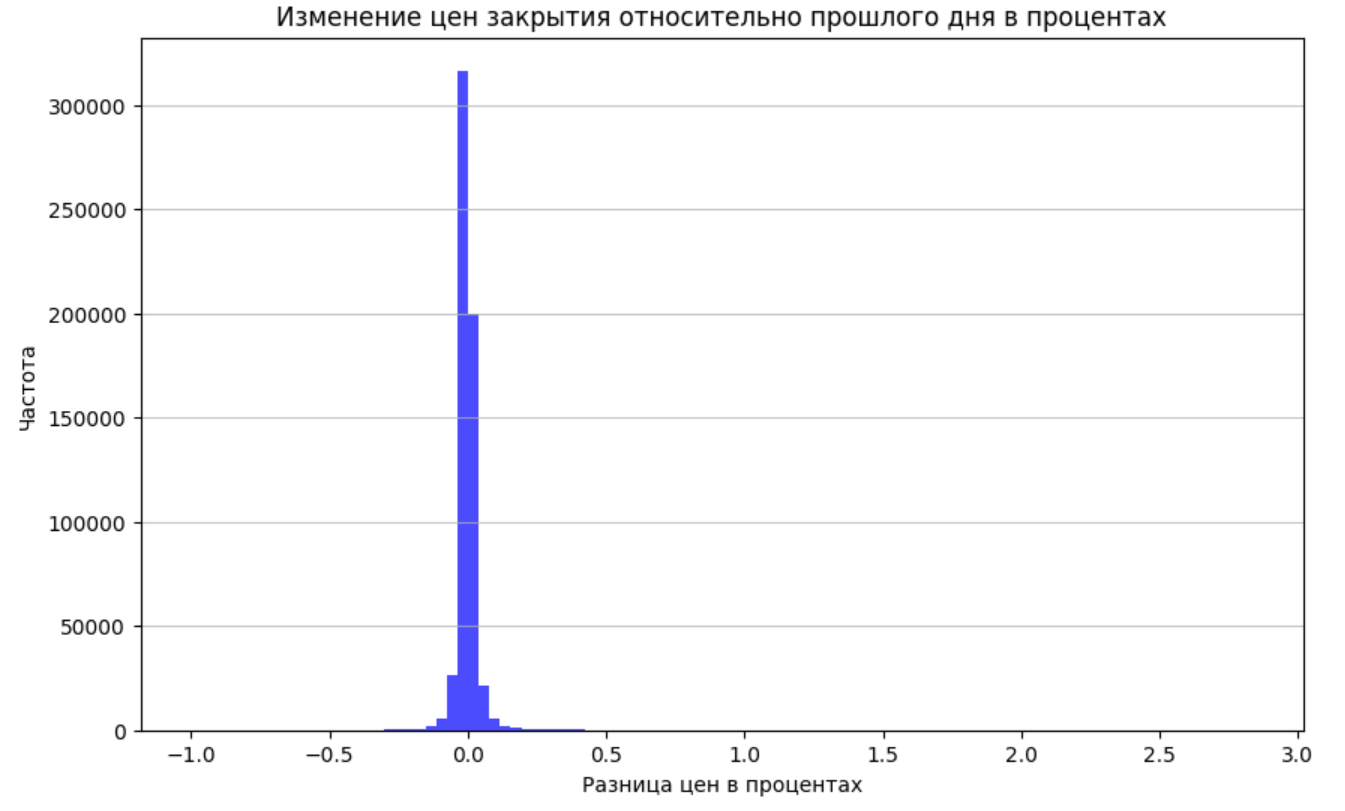 Изменение цен закрытия относительно прошлого дня в процентах
Частота
300000
250000
200000
150000
100000
50000
0
−1.0 −0.5 0.0 0.5 1.0 1.5 2.0 2.5 3.0
Разница цен в процентах